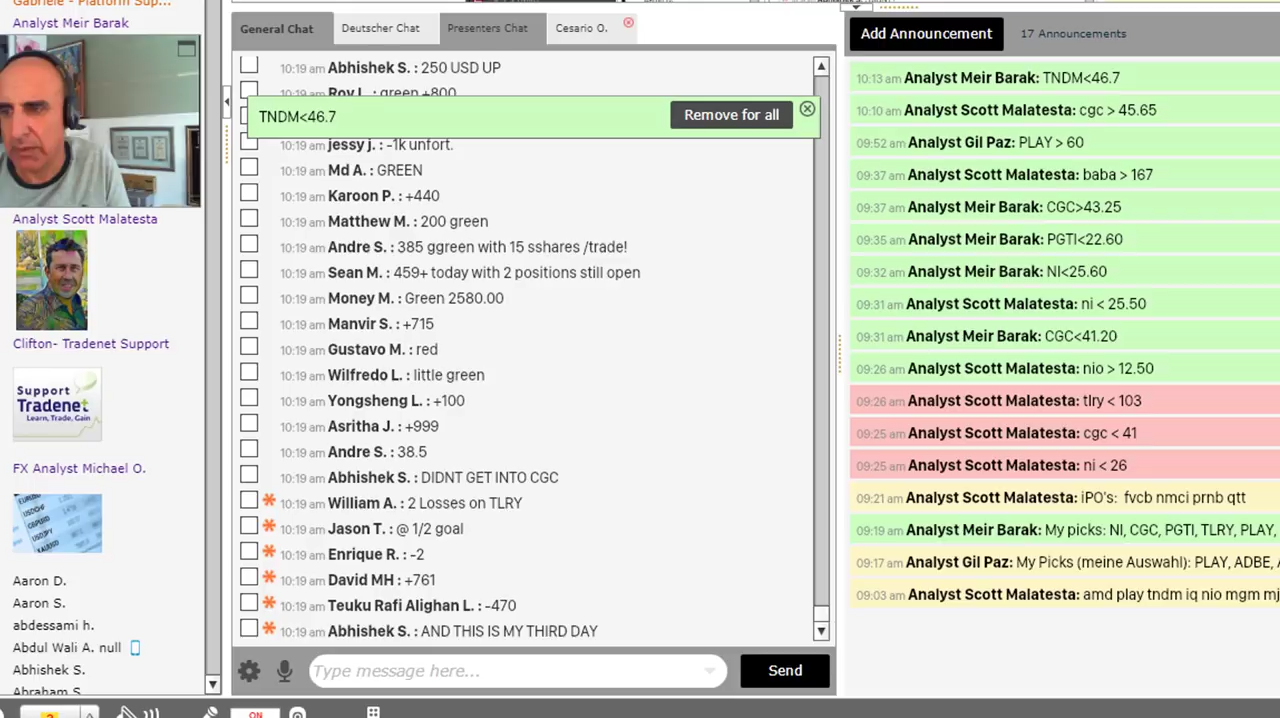 Gabriele - Platform Sup...
Analyst Meir Barak
Analyst Scott Malatesta
Clifton- Tradenet Support
Support
Tradenet
Learn, Trade, Gain
FX Analyst Michael O.
Aaron D.
Aaron S.
abdessami h.
Abdul Wali A. null
Abhishek S.
Abraham S.
General Chat
Deutscher Chat
Presenters Chat
Cesario O.
10:19 am Abhishek S. : 250 USD UP
Roy L. : green +800
TNDM<46.7
Remove for all
10:19 am jessy j. : -1k unfort.
10:19 am Md A. : GREEN
10:19 am Karoon P. : +440
10:19 am Matthew M. : 200 green
10:19 am Andre S. : 385 ggreen with 15 sshares /trade!
10:19 am Sean M. : 459+ today with 2 positions still open
10:19 am Money M. : Green 2580.00
10:19 am Manvir S. : +715
10:19 am Gustavo M. : red
10:19 am Wilfredo L. : little green
10:19 am Yongsheng L. : +100
10:19 am Asritha J. : +999
10:19 am Andre S. : 38.5
10:19 am Abhishek S. : DIDNT GET INTO CGC
10:19 am William A. : 2 Losses on TLRY
10:19 am Jason T. : @ 1/2 goal
10:19 am Enrique R. : -2
10:19 am David MH : +761
10:19 am Teuku Rafi Alighan L. : -470
10:19 am Abhishek S. : AND THIS IS MY THIRD DAY
Type message here...
Send
Add Announcement
17 Announcements
10:13 am Analyst Meir Barak: TNDM<46.7
10:10 am Analyst Scott Malatesta: cgc > 45.65
09:52 am Analyst Gil Paz: PLAY > 60
09:37 am Analyst Scott Malatesta: baba > 167
09:37 am Analyst Meir Barak: CGC>43.25
09:35 am Analyst Meir Barak: PGTI<22.60
09:32 am Analyst Meir Barak: NI<25.60
09:31 am Analyst Scott Malatesta: ni < 25.50
09:31 am Analyst Meir Barak: CGC<41.20
09:26 am Analyst Scott Malatesta: nio > 12.50
09:26 am Analyst Scott Malatesta: tlry < 103
09:25 am Analyst Scott Malatesta: cgc < 41
09:25 am Analyst Scott Malatesta: ni < 26
09:21 am Analyst Scott Malatesta: iPO's: fvcb nmci prnb qtt
09:19 am Analyst Meir Barak: My picks: NI, CGC, PGTI, TLRY, PLAY,
09:17 am Analyst Gil Paz: My Picks (meine Auswahl): PLAY, ADBE, A
09:03 am Analyst Scott Malatesta: amd play tndm iq nio mgm mj
ON